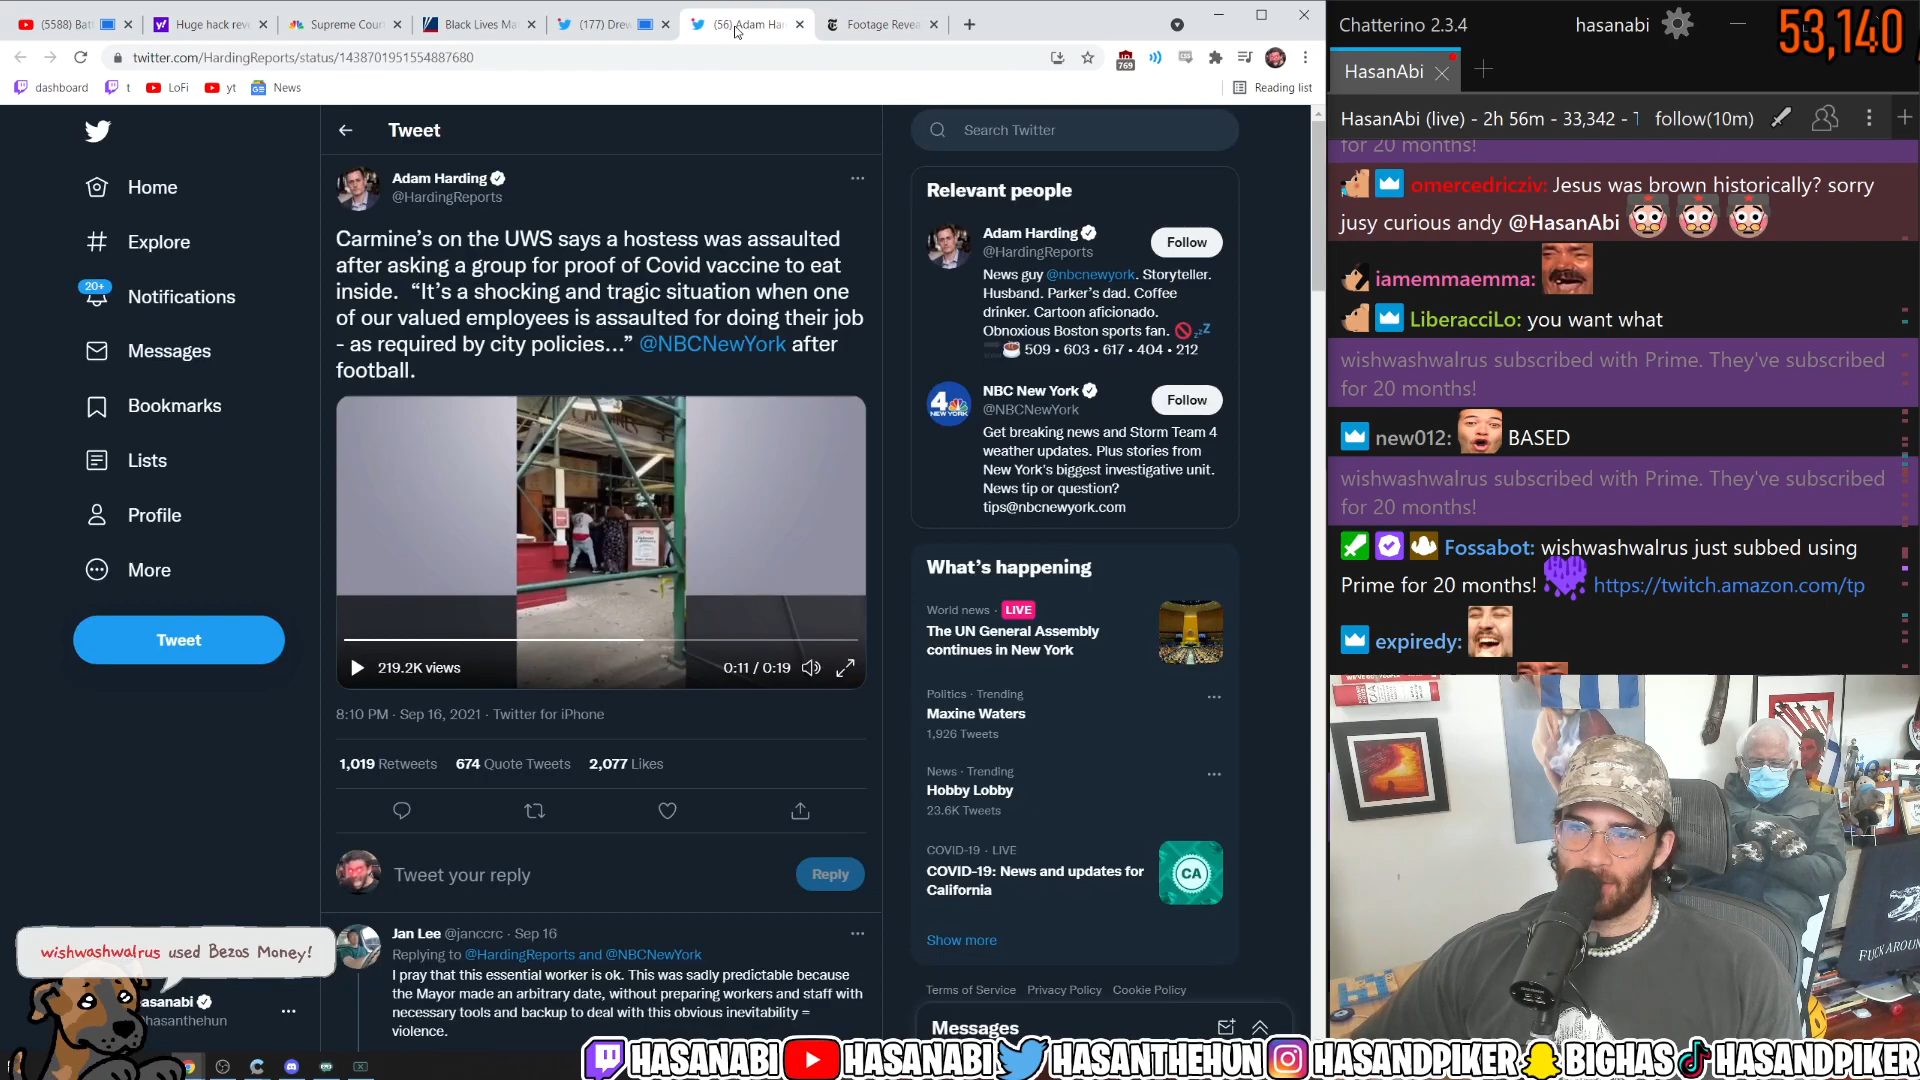 (5588) Batt
Huge hack reve
Supreme Cour
Black Lives Ma
(177) Drew
(56) Adam Har
Footage Revea
twitter.com/HardingReports/status/1438701951554887680
769
dashboard
t
LoFi
yt
News
Reading list
Home
Explore
20+
Notifications
Messages
Bookmarks
Lists
Profile
More
Tweet
Tweet
Adam Harding
@HardingReports
Carmine's on the UWS says a hostess was assaulted
after asking a group for proof of Covid vaccine to eat
inside. “It's a shocking and tragic situation when one
of our valued employees is assaulted for doing their job
- as required by city policies…” @NBCNewYork after
football.
219.2K views
0:11 / 0:19
8:10 PM · Sep 16, 2021 · Twitter for iPhone
1,019 Retweets 674 Quote Tweets 2,077 Likes
Tweet your reply
Reply
Jan Lee @janccrc · Sep 16
Replying to @HardingReports and @NBCNewYork
I pray that this essential worker is ok. This was sadly predictable because
the Mayor made an arbitrary date, without preparing workers and staff with
necessary tools and backup to deal with this obvious inevitability =
violence.
wishwashwalrus used Bezos Money!
asanabi
hasanthehun
Search Twitter
Relevant people
Adam Harding
@HardingReports
Follow
News guy @nbcnewyork. Storyteller.
Husband. Parker's dad. Coffee
drinker. Cartoon aficionado.
Obnoxious Boston sports fan.
509 • 603 • 617 • 404 • 212
NBC New York
@NBCNewYork
Follow
4
NEW YORK
Get breaking news and Storm Team 4
weather updates. Plus stories from
New York's biggest investigative unit.
News tip or question?
tips@nbcnewyork.com
What's happening
World news · LIVE
The UN General Assembly
continues in New York
Politics · Trending
Maxine Waters
1,926 Tweets
News · Trending
Hobby Lobby
23.6K Tweets
COVID-19 · LIVE
COVID-19: News and updates for
California
CA
Show more
Terms of Service Privacy Policy Cookie Policy
Messages
Chatterino 2.3.4
hasanabi
53,140
HasanAbi
HasanAbi (live) - 2h 56m - 33,342 - T
follow(10m)
for 20 months!
omercedricziv: Jesus was brown historically? sorry
jusy curious andy @HasanAbi
iamemmaemma:
LiberacciLo: you want what
wishwashwalrus subscribed with Prime. They've subscribed
for 20 months!
new012: BASED
wishwashwalrus subscribed with Prime. They've subscribed
for 20 months!
Fossabot: wishwashwalrus just subbed using
Prime for 20 months! https://twitch.amazon.com/tp
expiredy:
FUCK AROUN
HASANABI HASANABI HASANTHEHUN HASANDPIKER BIGHAS HASANDPIKER